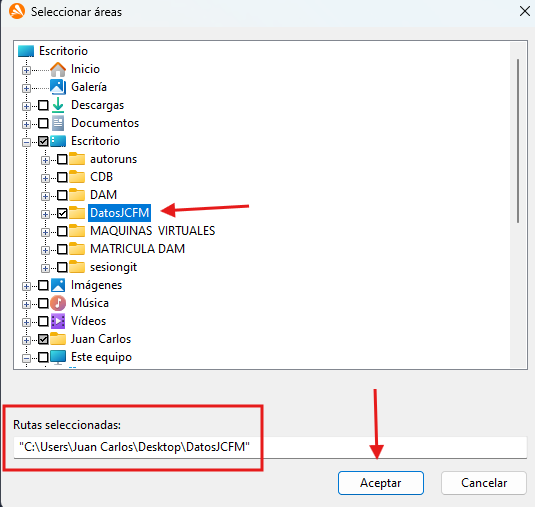 Seleccionar áreas
Escritorio
Inicio
Galería
Descargas
Documentos
Escritorio
autoruns
CDB
DAM
DatosJCFM
MAQUINAS VIRTUALES
MATRICULA DAM
sesiongit
Imágenes
Música
Vídeos
Juan Carlos
Este equipo
Rutas seleccionadas:
"C:\Users\Juan Carlos\Desktop\DatosJCFM"
Aceptar Cancelar